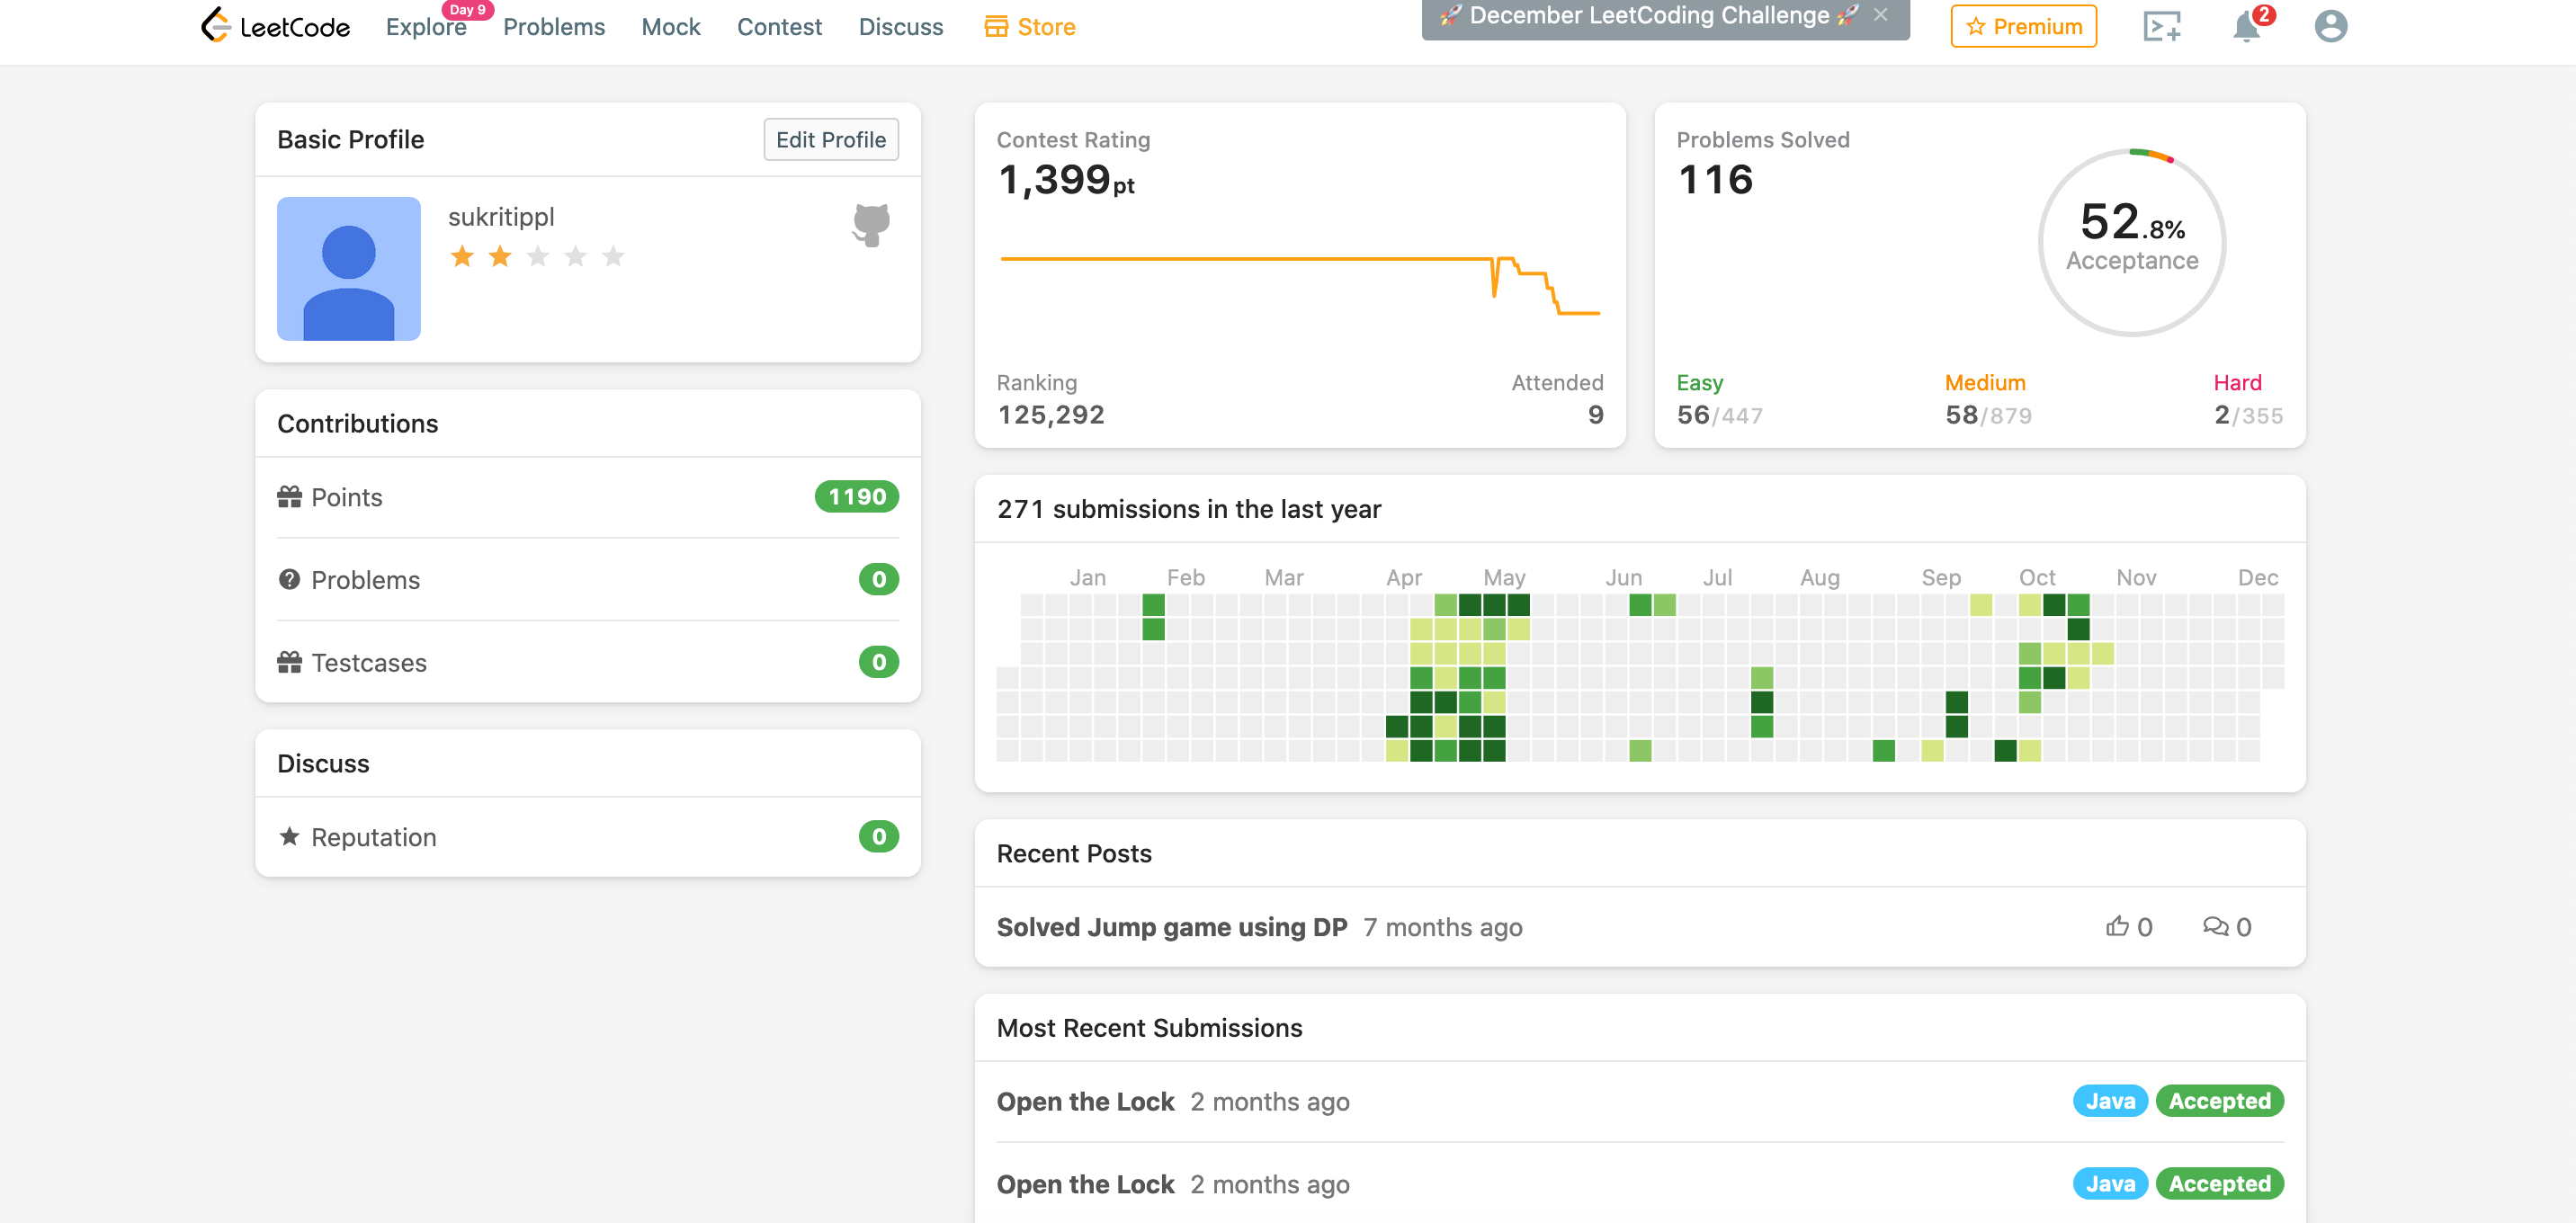 LeetCode Explore Day 9 Problems Mock Contest Discuss Store 🚀 December LeetCoding Challenge 🚀 × Premium 2
Basic Profile Edit Profile
sukritippl
Contributions
Points 1190
Problems 0
Testcases 0
Discuss
Reputation 0
Contest Rating
1,399pt
Ranking Attended
125,292 9
Problems Solved
116
52.8%
Acceptance
Easy Medium Hard
56/447 58/879 2/355
271 submissions in the last year
Jan Feb Mar Apr May Jun Jul Aug Sep Oct Nov Dec
Recent Posts
Solved Jump game using DP 7 months ago 0 0
Most Recent Submissions
Open the Lock 2 months ago Java Accepted
Open the Lock 2 months ago Java Accepted